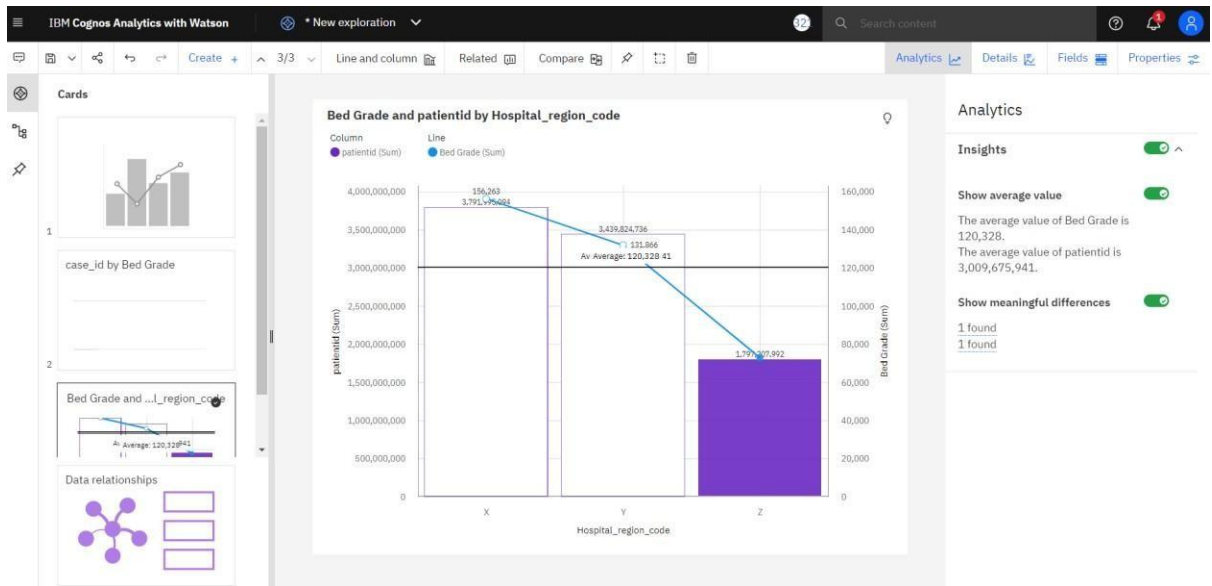 IBM Cognos Analytics with Watson
* New exploration
Search content
1
Create +
3/3
Line and column
Related
Compare
Analytics
Details
Fields
Properties
Cards
1
case_id by Bed Grade
2
Bed Grade and ...l_region_code
Average: 120,328
Data relationships
Bed Grade and patientid by Hospital_region_code
Column
Line
patientid (Sum)
Bed Grade (Sum)
4,000,000,000
3,500,000,000
3,000,000,000
2,500,000,000
2,000,000,000
1,500,000,000
1,000,000,000
500,000,000
0
patientid (Sum)
156,263
3,439,824,736
131,866
Av Average: 120,328 41
160,000
140,000
120,000
100,000
80,000
60,000
40,000
20,000
0
Bed Grade (Sum)
X
Y
Z
Hospital_region_code
Analytics
Insights
Show average value
The average value of Bed Grade is
120,328.
The average value of patientid is
3,009,675,941.
Show meaningful differences
1 found
1 found